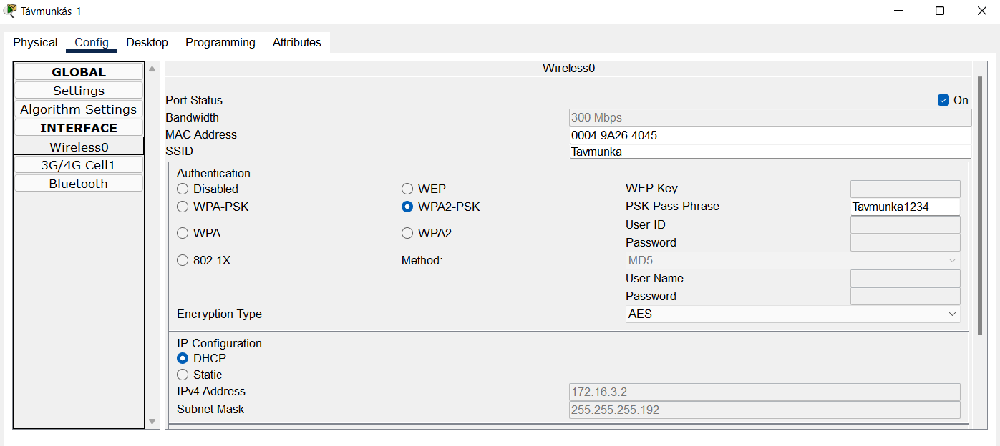 Távmunkás_1
Physical Config Desktop Programming Attributes
GLOBAL
Settings
Algorithm Settings
INTERFACE
Wireless0
3G/4G Cell1
Bluetooth
Wireless0
Port Status On
Bandwidth 300 Mbps
MAC Address 0004.9A26.4045
SSID Tavmunka
Authentication
Disabled WEP WEP Key
WPA-PSK WPA2-PSK PSK Pass Phrase Tavmunka1234
User ID
WPA WPA2
Password
802.1X Method: MD5
User Name
Password
Encryption Type AES
IP Configuration
DHCP
Static
IPv4 Address 172.16.3.2
Subnet Mask 255.255.255.192